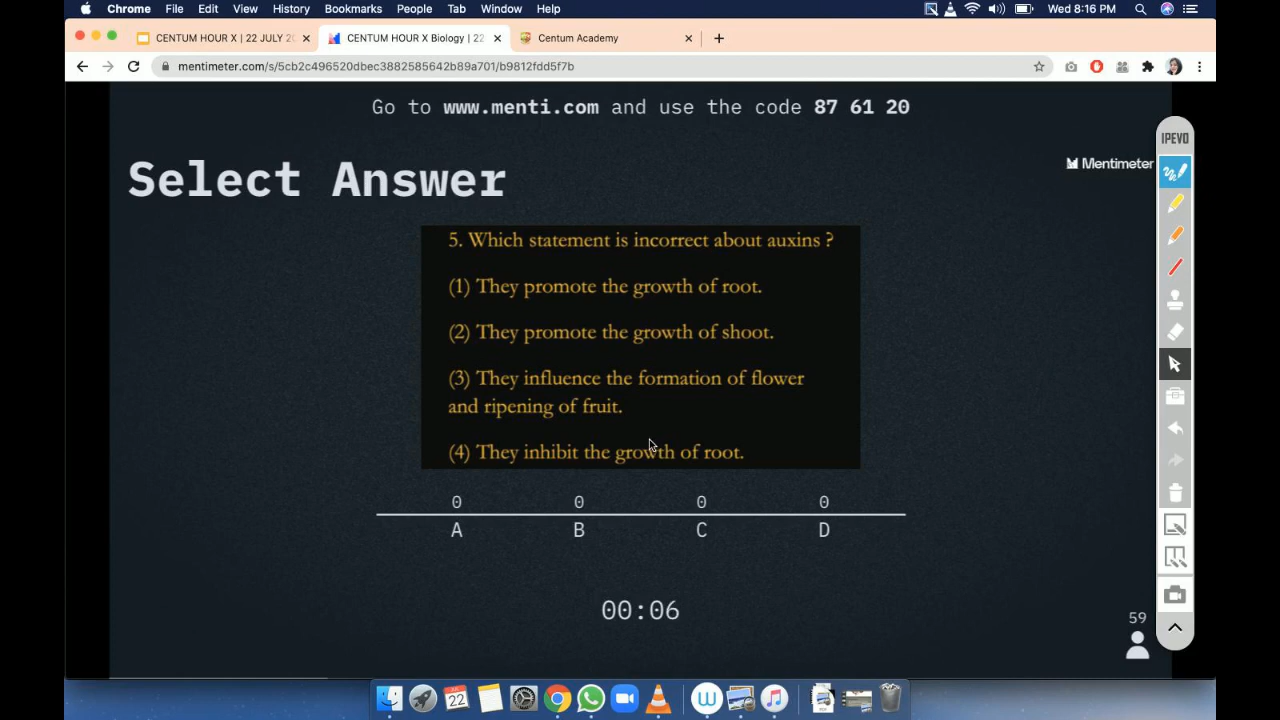 Chrome File Edit View History Bookmarks People Tab Window Help
Wed 8:16 PM
CENTUM HOUR X | 22 JULY 20
CENTUM HOUR X Biology | 22
Centum Academy
mentimeter.com/s/5cb2c496520dbec3882585642b89a701/b9812fdd5f7b
Go to www.menti.com and use the code 87 61 20
IPEVO
Mentimeter
Select Answer
5. Which statement is incorrect about auxins ?
(1) They promote the growth of root.
(2) They promote the growth of shoot.
(3) They influence the formation of flower
and ripening of fruit.
(4) They inhibit the growth of root.
0 0 0 0
A B C D
00:06
59
22